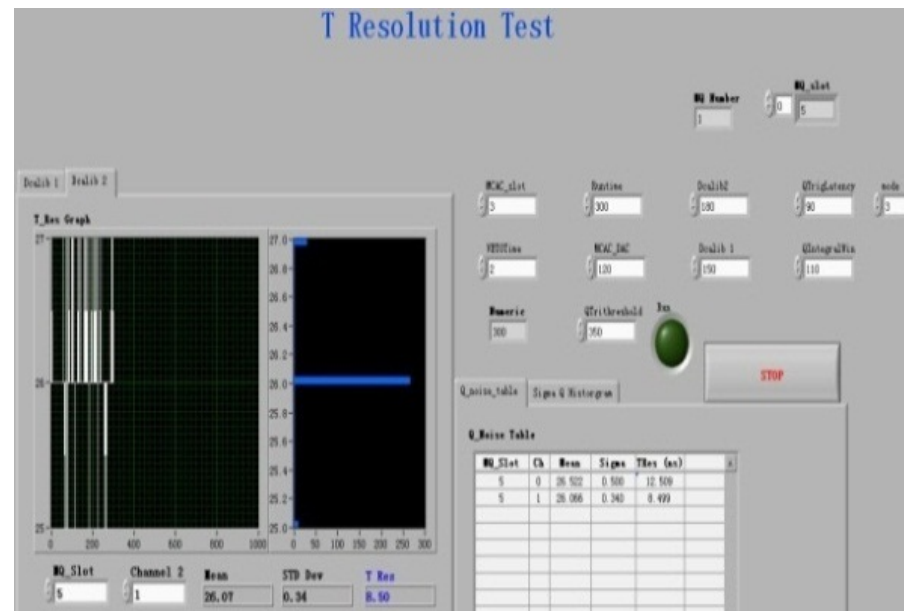 T Resolution Test
MQ Number
MQ_slot
1
0
5
Dcalib 1
Dcalib 2
MCAC_slot
Runtime
Dcalib2
QTrigLatency
mode
3
300
180
90
3
T_Res Graph
VETOTime
MCAC_DAC
Dcalib 1
QIntegralWin
2
120
150
110
Numeric
QTrithreshold
300
350
STOP
27
26
25
0 200 400 600 800 1000
27.0
26.8
26.6
26.4
26.2
26.0
25.8
25.6
25.4
25.2
25.0
0 50 100 150 200 250 300
Q_noise_table
Sigma Q Historgram
Q_Noise Table
MQ_Slot Ch Mean Sigma TRes (ns)
5 0 26.522 0.500 12.509
5 1 26.066 0.340 8.499
MQ_Slot
Channel 2
Mean
STD Dev
T Res
5
1
26.07
0.34
8.50